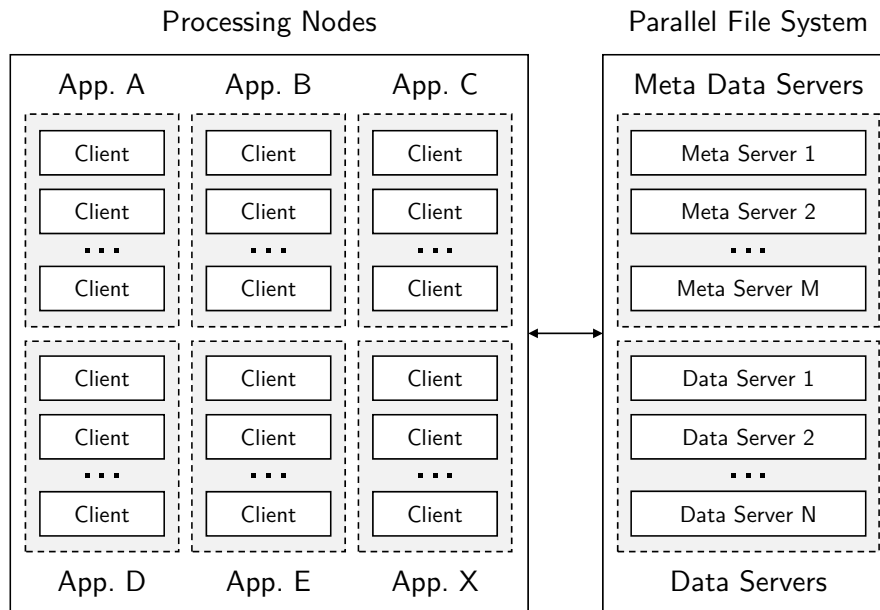 Processing Nodes
Parallel File System
App. A
App. B
App. C
Meta Data Servers
Client
Client
Client
Meta Server 1
Client
Client
Client
Meta Server 2
...
...
...
...
Client
Client
Client
Meta Server M
Client
Client
Client
Data Server 1
Client
Client
Client
Data Server 2
...
...
...
...
Client
Client
Client
Data Server N
App. D
App. E
App. X
Data Servers